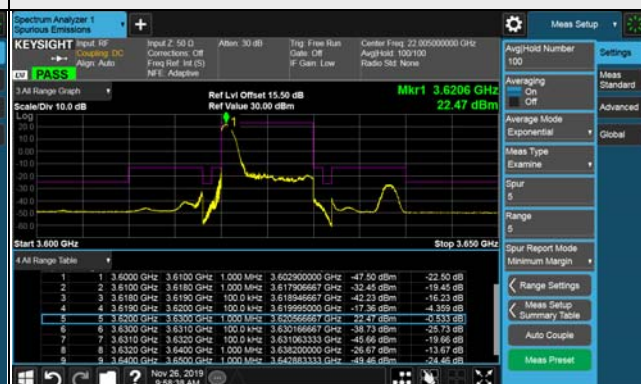 Spectrum Analyzer 1
Spurious Emissions
Meas Setup
KEYSIGHT
Input: RF
Coupling: DC
Align: Auto
Input Z: 50 Ω
Corrections: Off
Freq Ref: Int (S)
NFE: Adaptive
Atten: 30 dB
Trig: Free Run
Gate: Off
IF Gain: Low
Center Freq: 22.005000000 GHz
Avg|Hold: 100/100
Radio Std: None
PASS
3 All Range Graph
Scale/Div 10.0 dB
Ref Lvl Offset 15.50 dB
Ref Value 30.00 dBm
Mkr1 3.6206 GHz
22.47 dBm
Log
20.0
10.0
0.00
-10.0
-20.0
-30.0
-40.0
-50.0
-60.0
1
Start 3.600 GHz
Stop 3.650 GHz
4 All Range Table
1 1 3.6000 GHz 3.6100 GHz 1.000 MHz 3.602900000 GHz -47.50 dBm -22.50 dB
2 2 3.6100 GHz 3.6180 GHz 1.000 MHz 3.617906667 GHz -32.45 dBm -19.45 dB
3 3 3.6180 GHz 3.6190 GHz 100.0 kHz 3.618946667 GHz -42.23 dBm -16.23 dB
4 4 3.6190 GHz 3.6200 GHz 100.0 kHz 3.619995000 GHz -17.36 dBm -4.359 dB
5 5 3.6200 GHz 3.6300 GHz 1.000 MHz 3.620566667 GHz 22.47 dBm -0.533 dB
6 6 3.6300 GHz 3.6310 GHz 100.0 kHz 3.630166667 GHz -38.73 dBm -25.73 dB
7 7 3.6310 GHz 3.6320 GHz 100.0 kHz 3.631063333 GHz -45.66 dBm -19.66 dB
8 8 3.6320 GHz 3.6400 GHz 1.000 MHz 3.638200000 GHz -26.67 dBm -13.67 dB
9 9 3.6400 GHz 3.6500 GHz 1.000 MHz 3.642883333 GHz -49.46 dBm -24.46 dB
Nov 26, 2019
9:58:38 AM
Avg|Hold Number
100
Averaging
On
Off
Average Mode
Exponential
Meas Type
Examine
Spur
5
Range
5
Spur Report Mode
Minimum Margin
Range Settings
Meas Setup
Summary Table
Auto Couple
Meas Preset
Settings
Meas
Standard
Advanced
Global